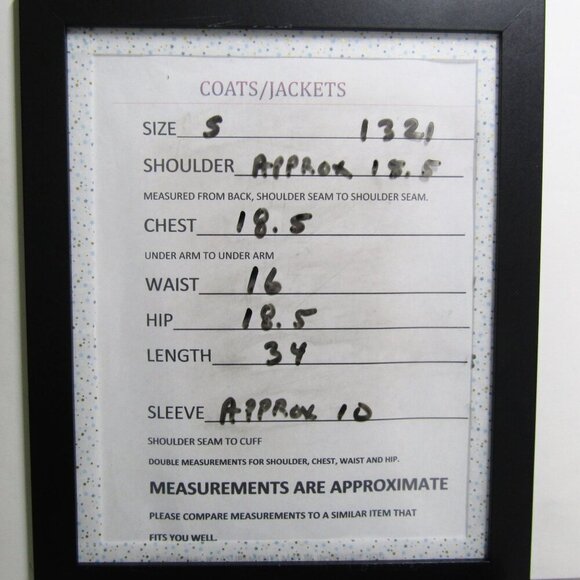 COATS/JACKETS
SIZE S 1321
SHOULDER APPROX 18.5
MEASURED FROM BACK, SHOULDER SEAM TO SHOULDER SEAM.
CHEST 18.5
UNDER ARM TO UNDER ARM
WAIST 16
HIP 18.5
LENGTH 34
SLEEVE APPROX 10
SHOULDER SEAM TO CUFF
DOUBLE MEASUREMENTS FOR SHOULDER, CHEST, WAIST AND HIP.
MEASUREMENTS ARE APPROXIMATE
PLEASE COMPARE MEASUREMENTS TO A SIMILAR ITEM THAT
FITS YOU WELL.